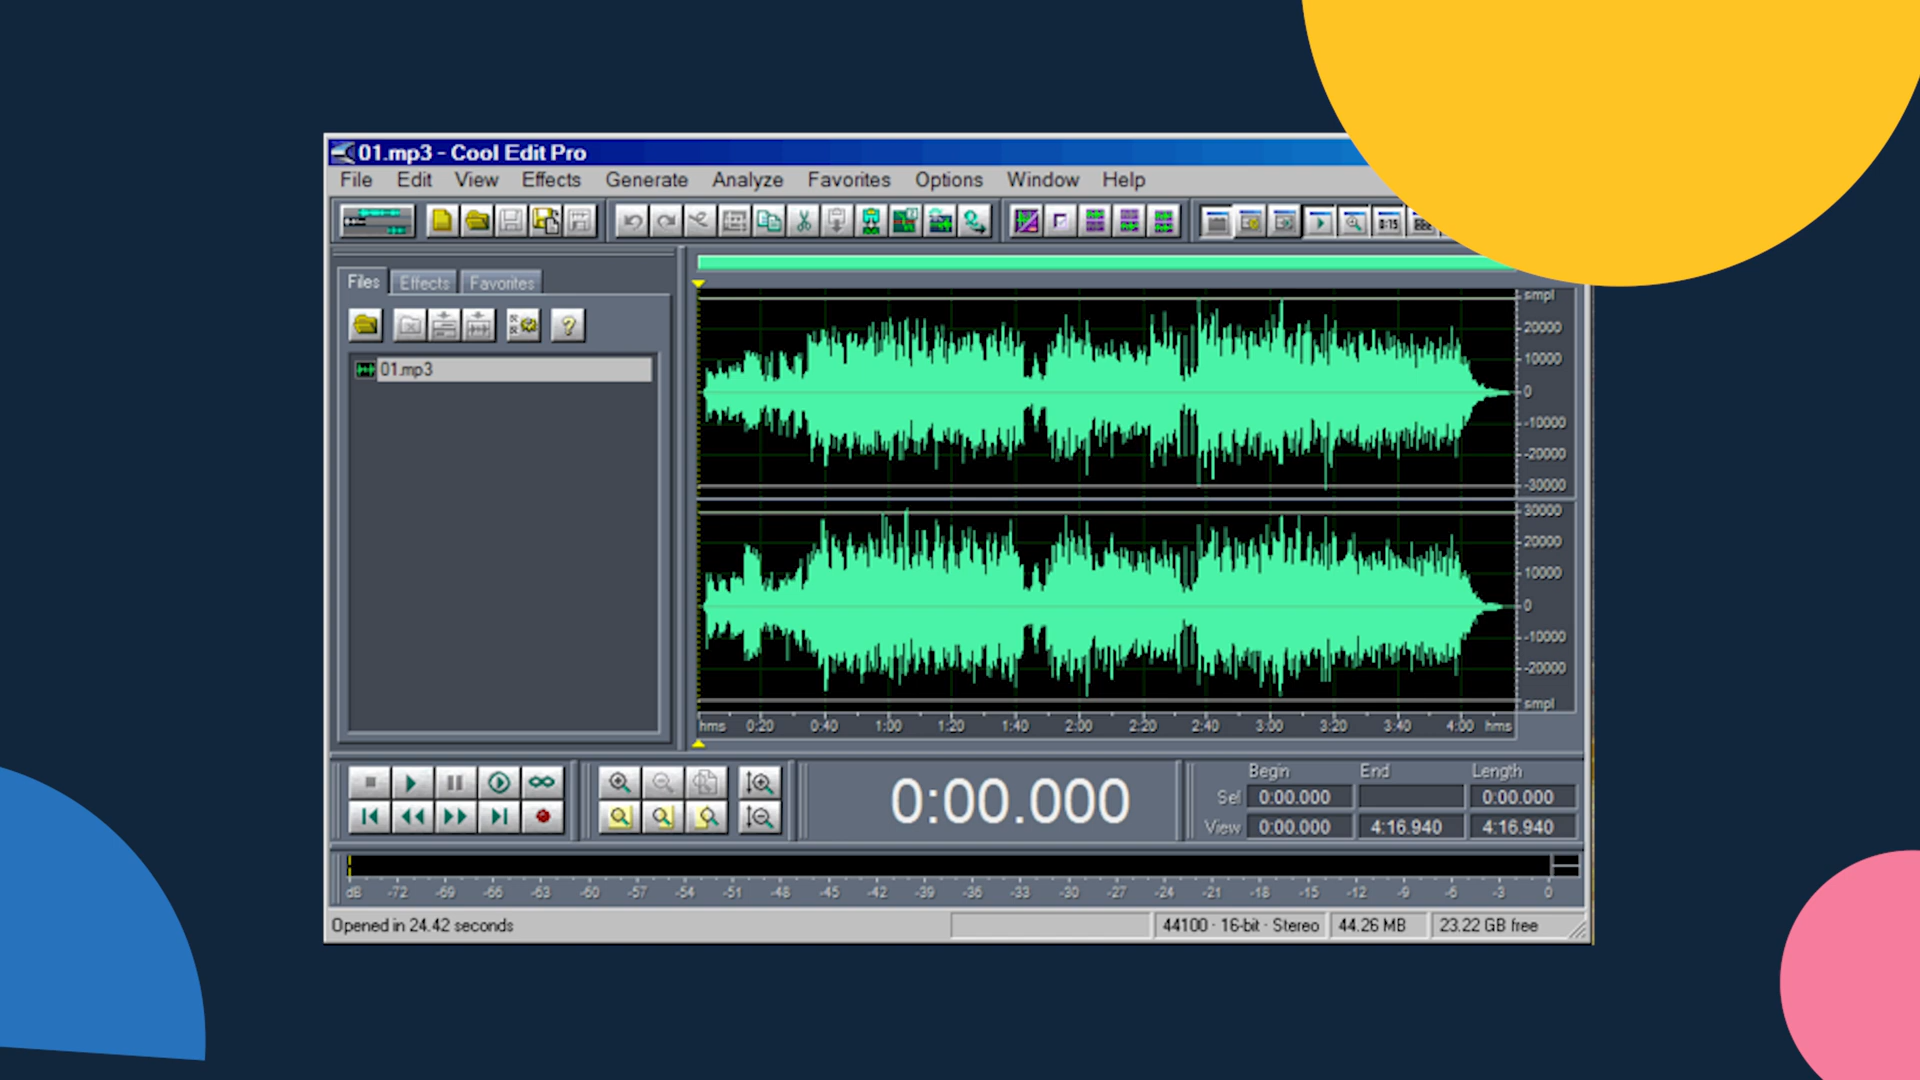 01.mp3 - Cool Edit Pro
File Edit View Effects Generate Analyze Favorites Options Window Help
Files Effects Favorites
01.mp3
smpl
20000
10000
0
-10000
-20000
-30000
30000
20000
10000
0
-10000
-20000
smpl
hms 0:20 0:40 1:00 1:20 1:40 2:00 2:20 2:40 3:00 3:20 3:40 4:00 hms
0:00.000
Begin End Length
Sel 0:00.000 0:00.000
View 0:00.000 4:16.940 4:16.940
dB -72 -69 -66 -63 -60 -57 -54 -51 -48 -45 -42 -39 -36 -33 -30 -27 -24 -21 -18 -15 -12 -9 -6 -3 0
Opened in 24.42 seconds
44100 · 16-bit · Stereo 44.26 MB 23.22 GB free